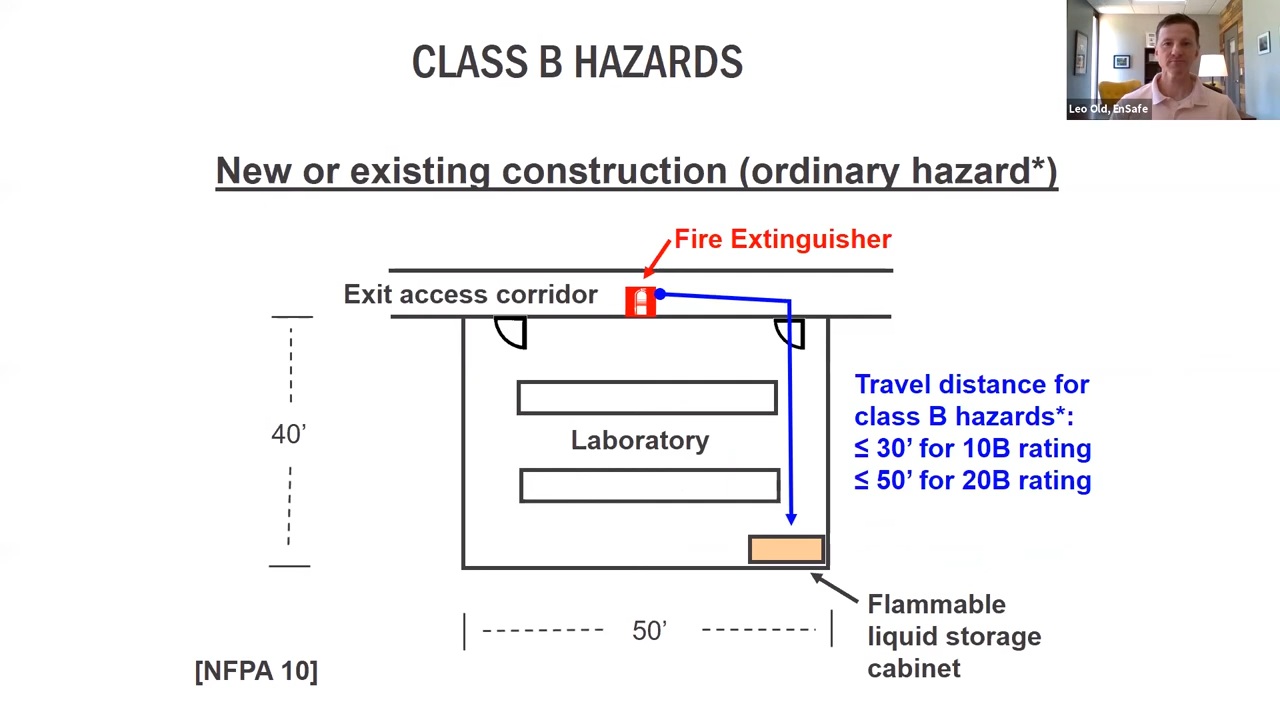 CLASS B HAZARDS
Leo Old, EnSafe
New or existing construction (ordinary hazard*)
Fire Extinguisher
Exit access corridor
40’
Laboratory
Travel distance for
class B hazards*:
≤ 30’ for 10B rating
≤ 50’ for 20B rating
Flammable
liquid storage
cabinet
50’
[NFPA 10]